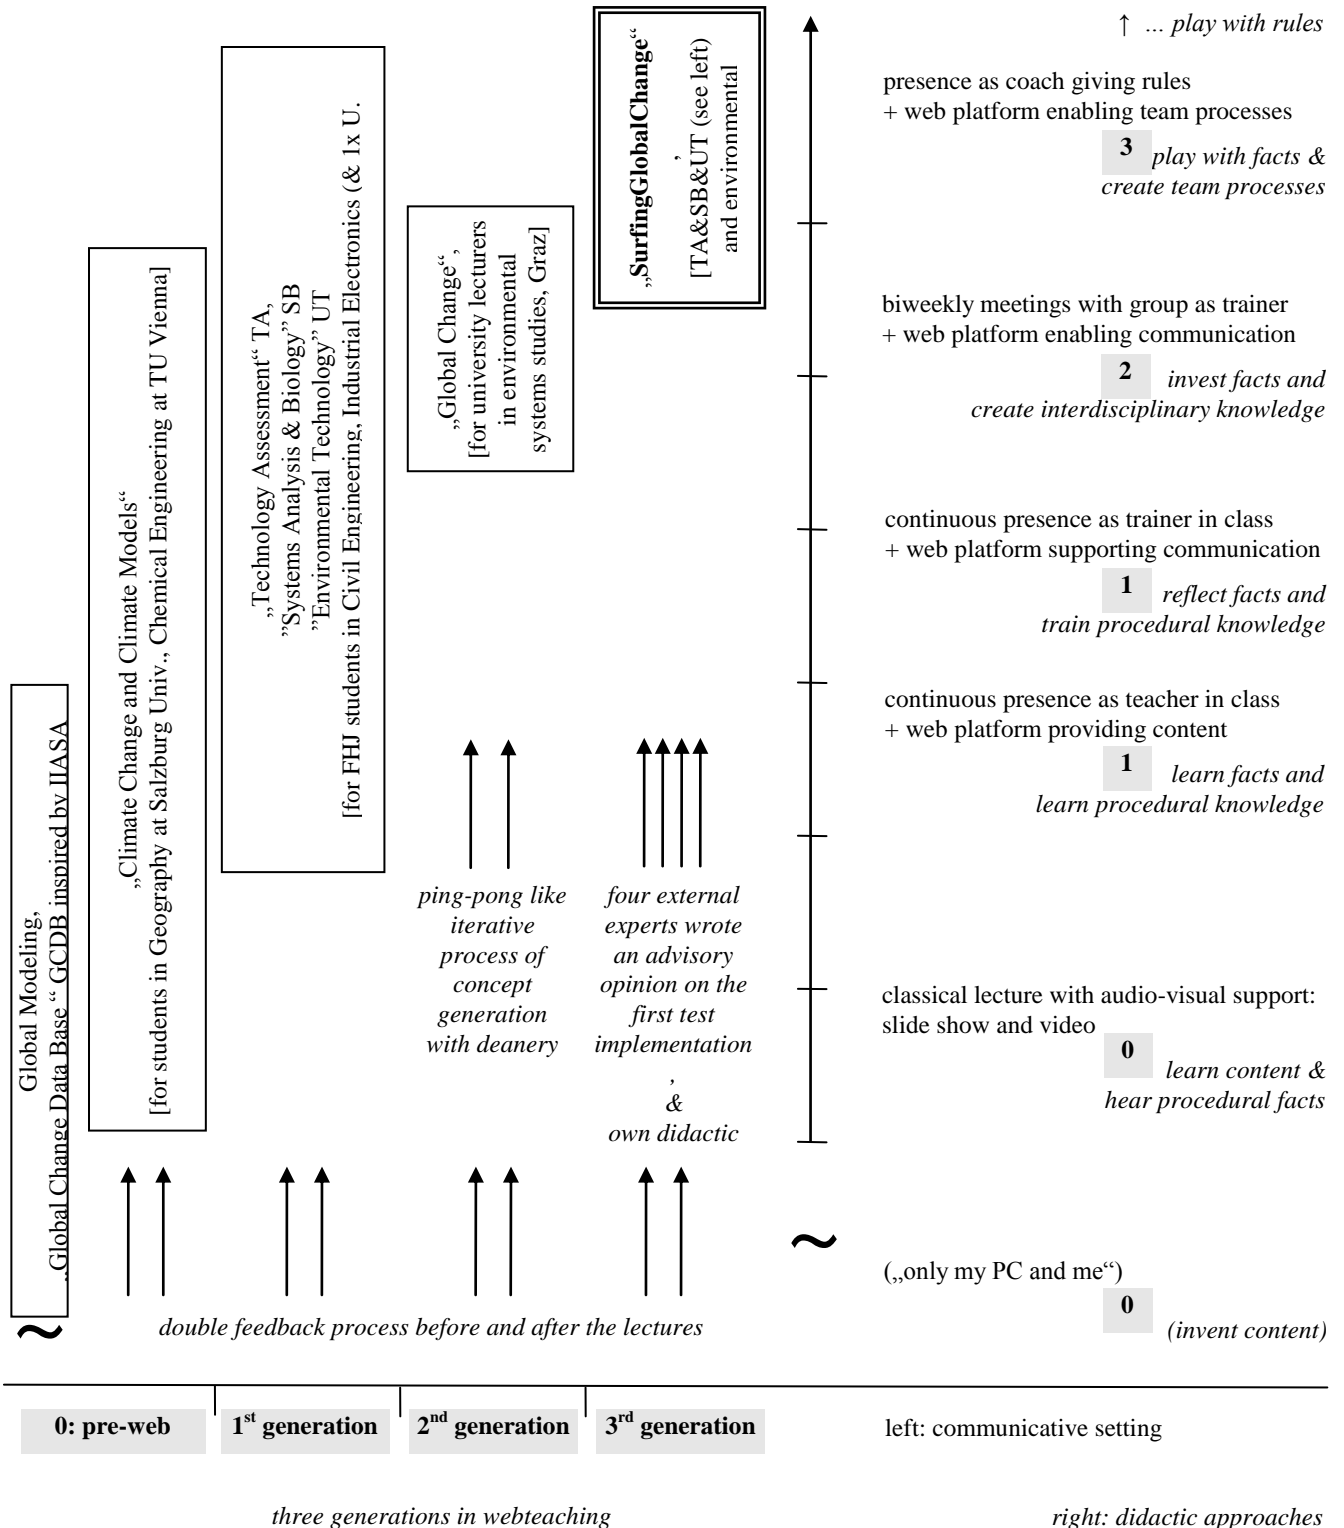 Global Modeling,
„Global Change Data Base“ GCDB inspired by IIASA
„Climate Change and Climate Models“
[for students in Geography at Salzburg Univ., Chemical Engineering at TU Vienna]
„Technology Assessment“ TA,
”Systems Analysis & Biology” SB
”Environmental Technology” UT
[for FHJ students in Civil Engineering, Industrial Electronics (& 1x U.
„Global Change“,
[for university lecturers
in environmental
systems studies, Graz]
„SurfingGlobalChange“
,
[TA&SB&UT (see left)
and environmental
ping-pong like
iterative
process of
concept
generation
with deanery
four external
experts wrote
an advisory
opinion on the
first test
implementation
,
&
own didactic
double feedback process before and after the lectures
~
~
↑ ... play with rules
presence as coach giving rules
+ web platform enabling team processes
3 play with facts &
create team processes
biweekly meetings with group as trainer
+ web platform enabling communication
2 invest facts and
create interdisciplinary knowledge
continuous presence as trainer in class
+ web platform supporting communication
1 reflect facts and
train procedural knowledge
continuous presence as teacher in class
+ web platform providing content
1 learn facts and
learn procedural knowledge
classical lecture with audio-visual support:
slide show and video
0 learn content &
hear procedural facts
(„only my PC and me“)
0 (invent content)
0: pre-web
1st generation
2nd generation
3rd generation
left: communicative setting
three generations in webteaching
right: didactic approaches